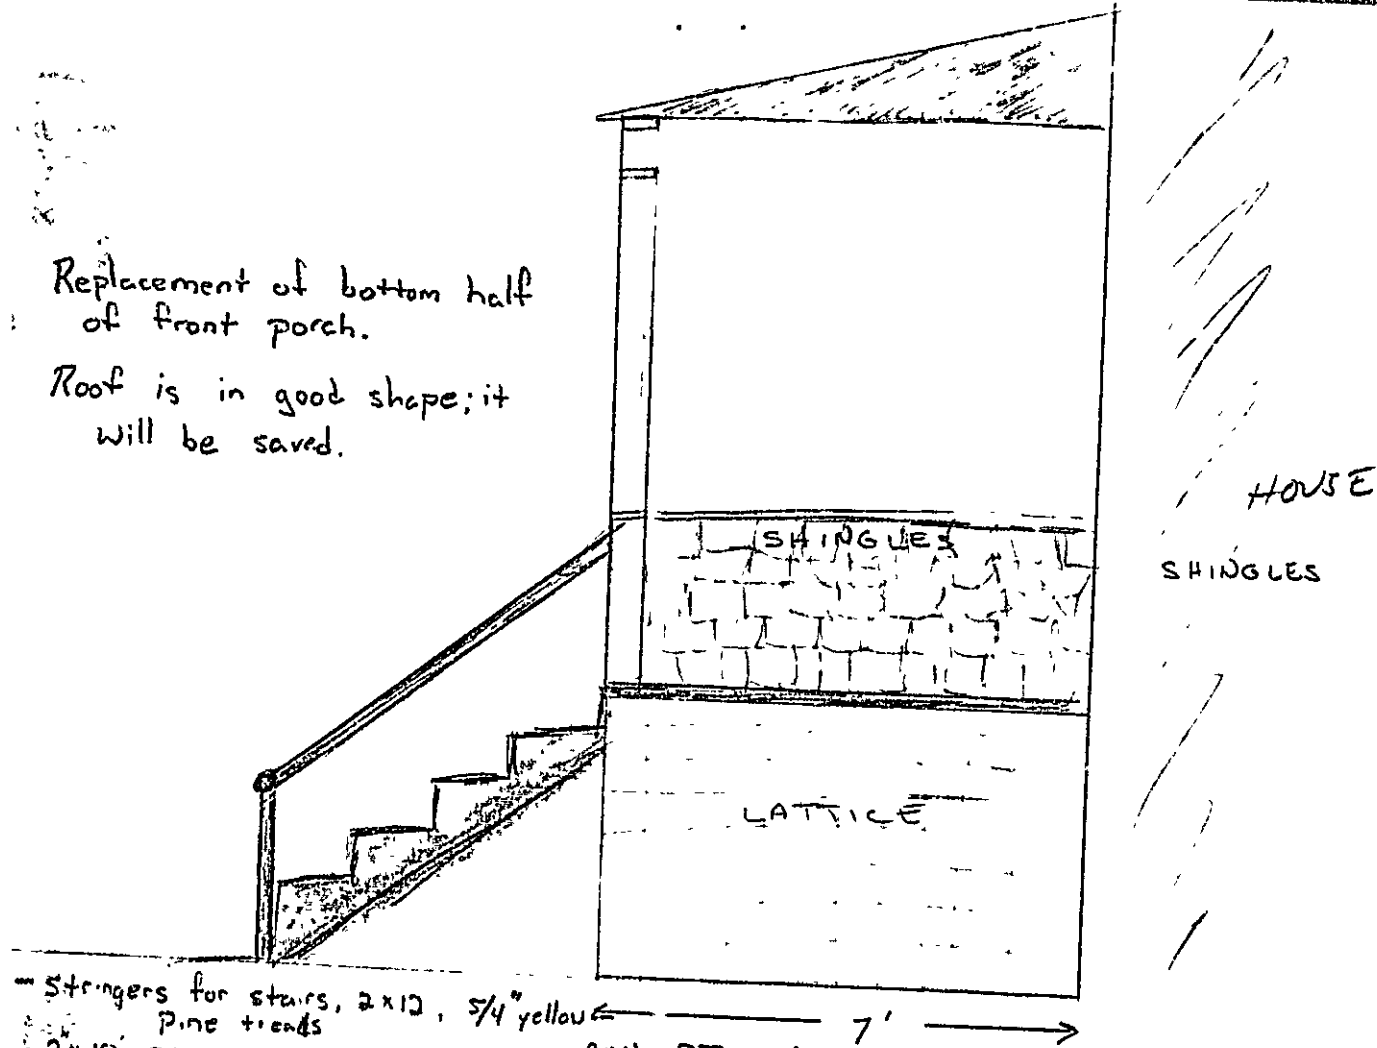 Replacement of bottom half
of front porch.
Roof is in good shape; it
will be saved.
HOUSE
SHINGLES
SHINGLES
LATTICE
- Stringers for stairs, 2x12, 5/4" yellow
Pine treads
7'